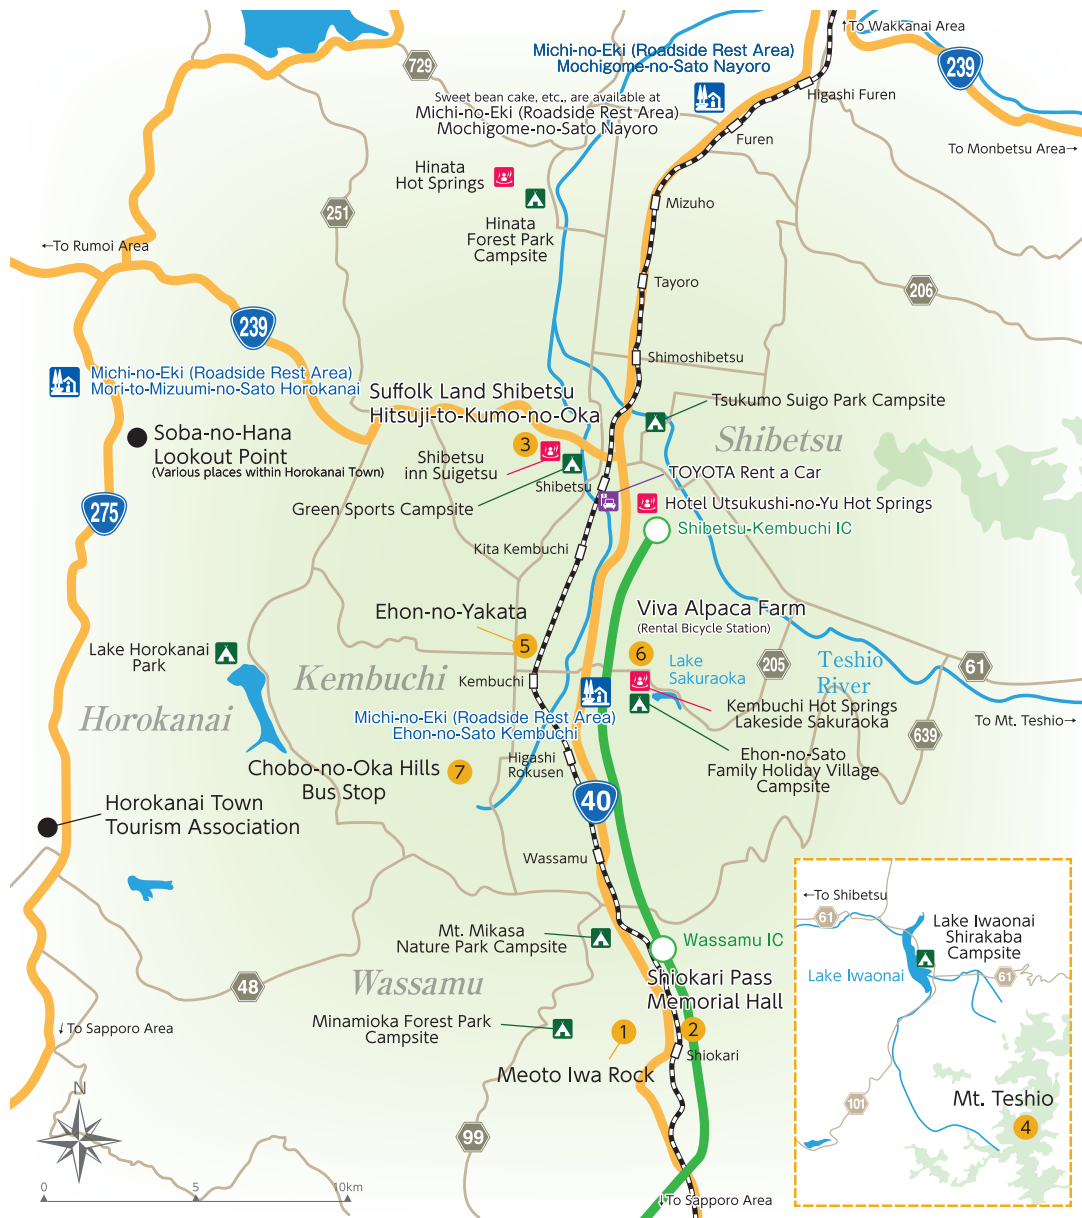 ↑To Wakkanai Area
Michi-no-Eki (Roadside Rest Area)
Mochigome-no-Sato Nayoro
729
239
Sweet bean cake, etc., are available at
Michi-no-Eki (Roadside Rest Area)
Mochigome-no-Sato Nayoro
Higashi Furen
Furen
To Monbetsu Area→
Hinata
Hot Springs
Hinata
Forest Park
Campsite
Mizuho
251
←To Rumoi Area
Tayoro
206
239
Shimoshibetsu
Michi-no-Eki (Roadside Rest Area)
Mori-to-Mizuumi-no-Sato Horokanai
Suffolk Land Shibetsu
Hitsuji-to-Kumo-no-Oka
3
Tsukumo Suigo Park Campsite
Shibetsu
Soba-no-Hana
Lookout Point
(Various places within Horokanai Town)
Shibetsu
inn Suigetsu
Shibetsu
TOYOTA Rent a Car
275
Green Sports Campsite
Hotel Utsukushi-no-Yu Hot Springs
Shibetsu-Kembuchi IC
Kita Kembuchi
Ehon-no-Yakata
5
Viva Alpaca Farm
(Rental Bicycle Station)
6
Lake Horokanai
Park
Kembuchi
Kembuchi
Lake
Sakuraoka
205
Teshio
River
61
Horokanai
Michi-no-Eki (Roadside Rest Area)
Ehon-no-Sato Kembuchi
Kembuchi Hot Springs
Lakeside Sakuraoka
To Mt. Teshio→
639
Chobo-no-Oka Hills
Bus Stop
7
Higashi
Rokusen
Ehon-no-Sato
Family Holiday Village
Campsite
40
Horokanai Town
Tourism Association
Wassamu
←To Shibetsu
61
Lake Iwaonai
Shirakaba
Campsite
Lake Iwaonai
61
Mt. Mikasa
Nature Park Campsite
Wassamu IC
Wassamu
48
Shiokari Pass
Memorial Hall
2
Minamioka Forest Park
Campsite
1
Shiokari
↓To Sapporo Area
Meoto Iwa Rock
101
Mt. Teshio
4
N
99
0
5
10km
↓To Sapporo Area